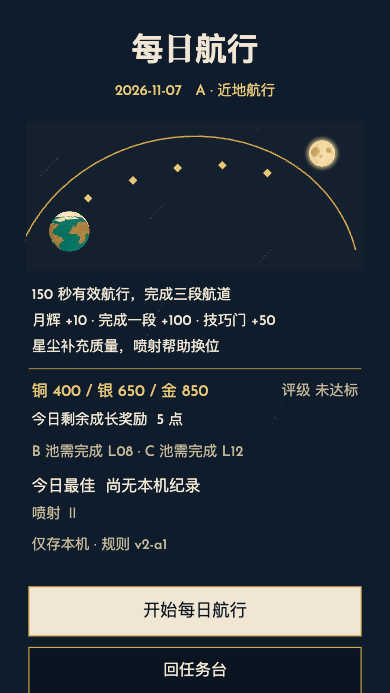 每日航行
2026-11-07 A · 近地航行
150 秒有效航行，完成三段航道
月辉 +10 · 完成一段 +100 · 技巧门 +50
星尘补充质量，喷射帮助换位
铜 400 / 银 650 / 金 850 评级 未达标
今日剩余成长奖励 5 点
B 池需完成 L08 · C 池需完成 L12
今日最佳 尚无本机纪录
喷射 II
仅存本机 · 规则 v2-a1
开始每日航行
回任务台